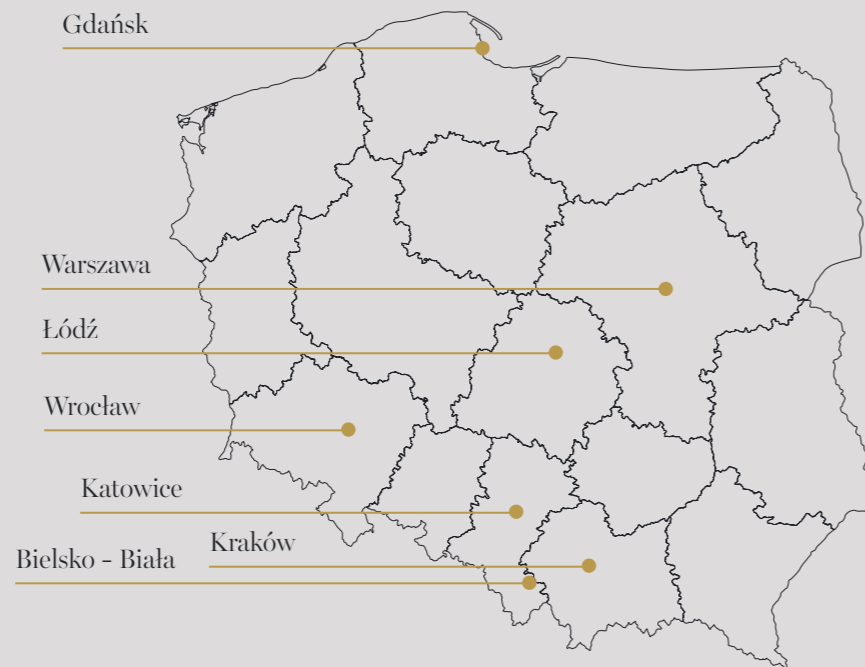 Gdańsk
Warszawa
Łódź
Wrocław
Katowice
Kraków
Bielsko - Biała